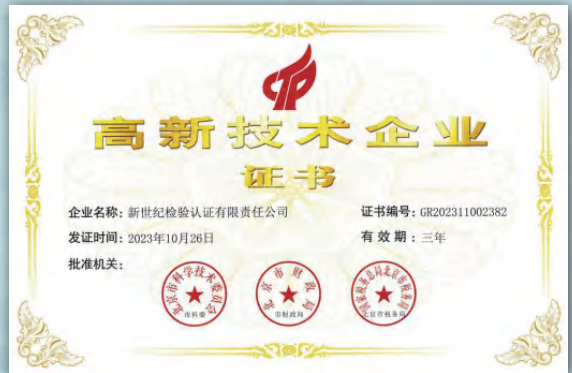 高新技术企业
证书
企业名称：新世纪检验认证有限责任公司
证书编号：GR202311002382
发证时间：2023年10月26日
有效期：三年
批准机关：
北京市科学技术委员会
市科委
北京市财政局
市财政局
国家税务总局北京市税务局
北京市税务局